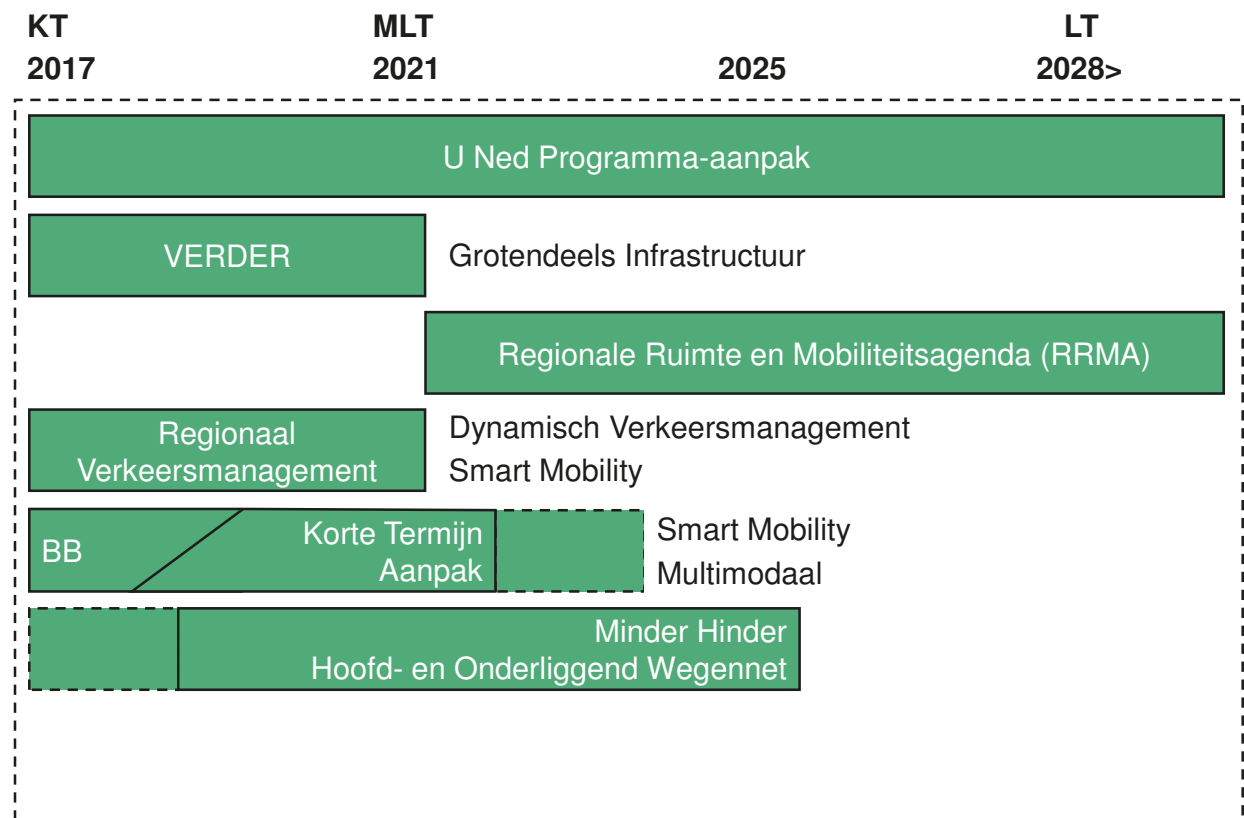 KT MLT LT
2017 2021 2025 2028>
U Ned Programma-aanpak
VERDER Grotendeels Infrastructuur
Regionale Ruimte en Mobiliteitsagenda (RRMA)
Regionaal Dynamisch Verkeersmanagement
Verkeersmanagement Smart Mobility
BB Korte Termijn Smart Mobility
Aanpak Multimodaal
Minder Hinder
Hoofd- en Onderliggend Wegennet